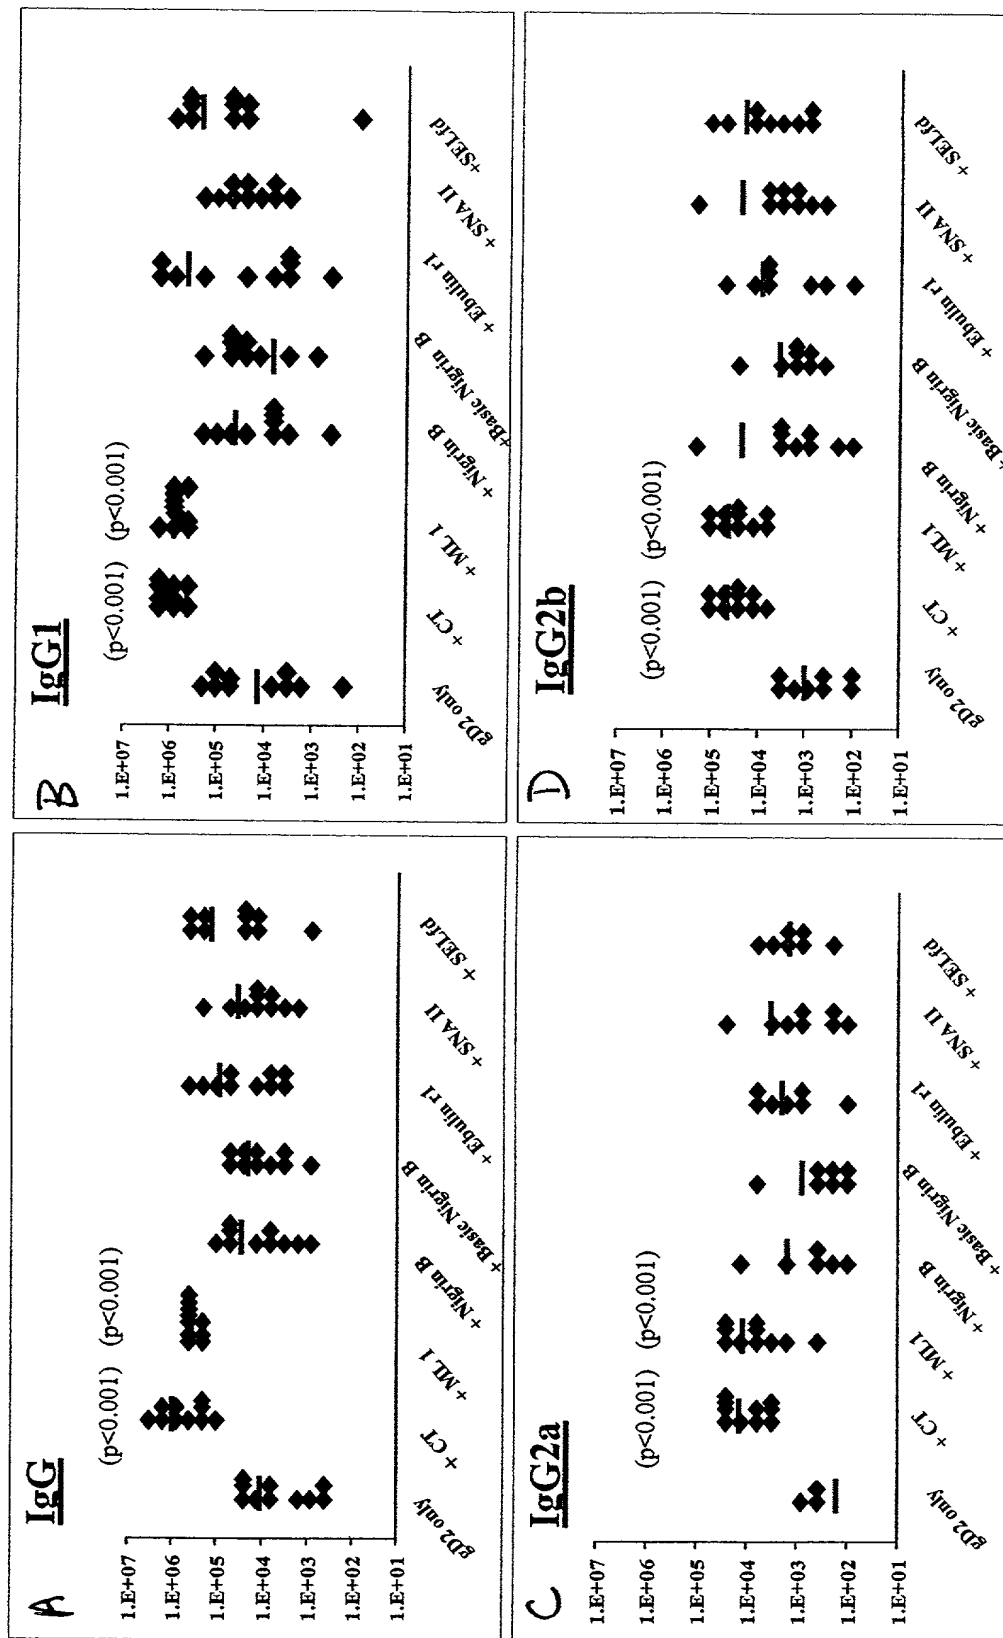 A
IgG
1.E+07
1.E+06
1.E+05
1.E+04
1.E+03
1.E+02
1.E+01
(p<0.001) (p<0.001)
gD2 only
+ CT
+ ML1
+ Nigrin B
+ Basic Nigrin B
+ Ebulin r1
+ SNA II
+ SELfd
B
IgG1
1.E+07
1.E+06
1.E+05
1.E+04
1.E+03
1.E+02
1.E+01
(p<0.001) (p<0.001)
gD2 only
+ CT
+ ML1
+ Nigrin B
+Basic Nigrin B
+ Ebulin r1
+ SNA II
+SELfd
C
IgG2a
1.E+07
1.E+06
1.E+05
1.E+04
1.E+03
1.E+02
1.E+01
(p<0.001) (p<0.001)
gD2 only
+ CT
+ ML1
+ Nigrin B
+ Basic Nigrin B
+ Ebulin r1
+ SNA II
+ SELfd
D
IgG2b
1.E+07
1.E+06
1.E+05
1.E+04
1.E+03
1.E+02
1.E+01
(p<0.001) (p<0.001)
gD2 only
+ CT
+ ML1
+ Nigrin B
+ Basic Nigrin B
+ Ebulin r1
+ SNA II
+ SELfd